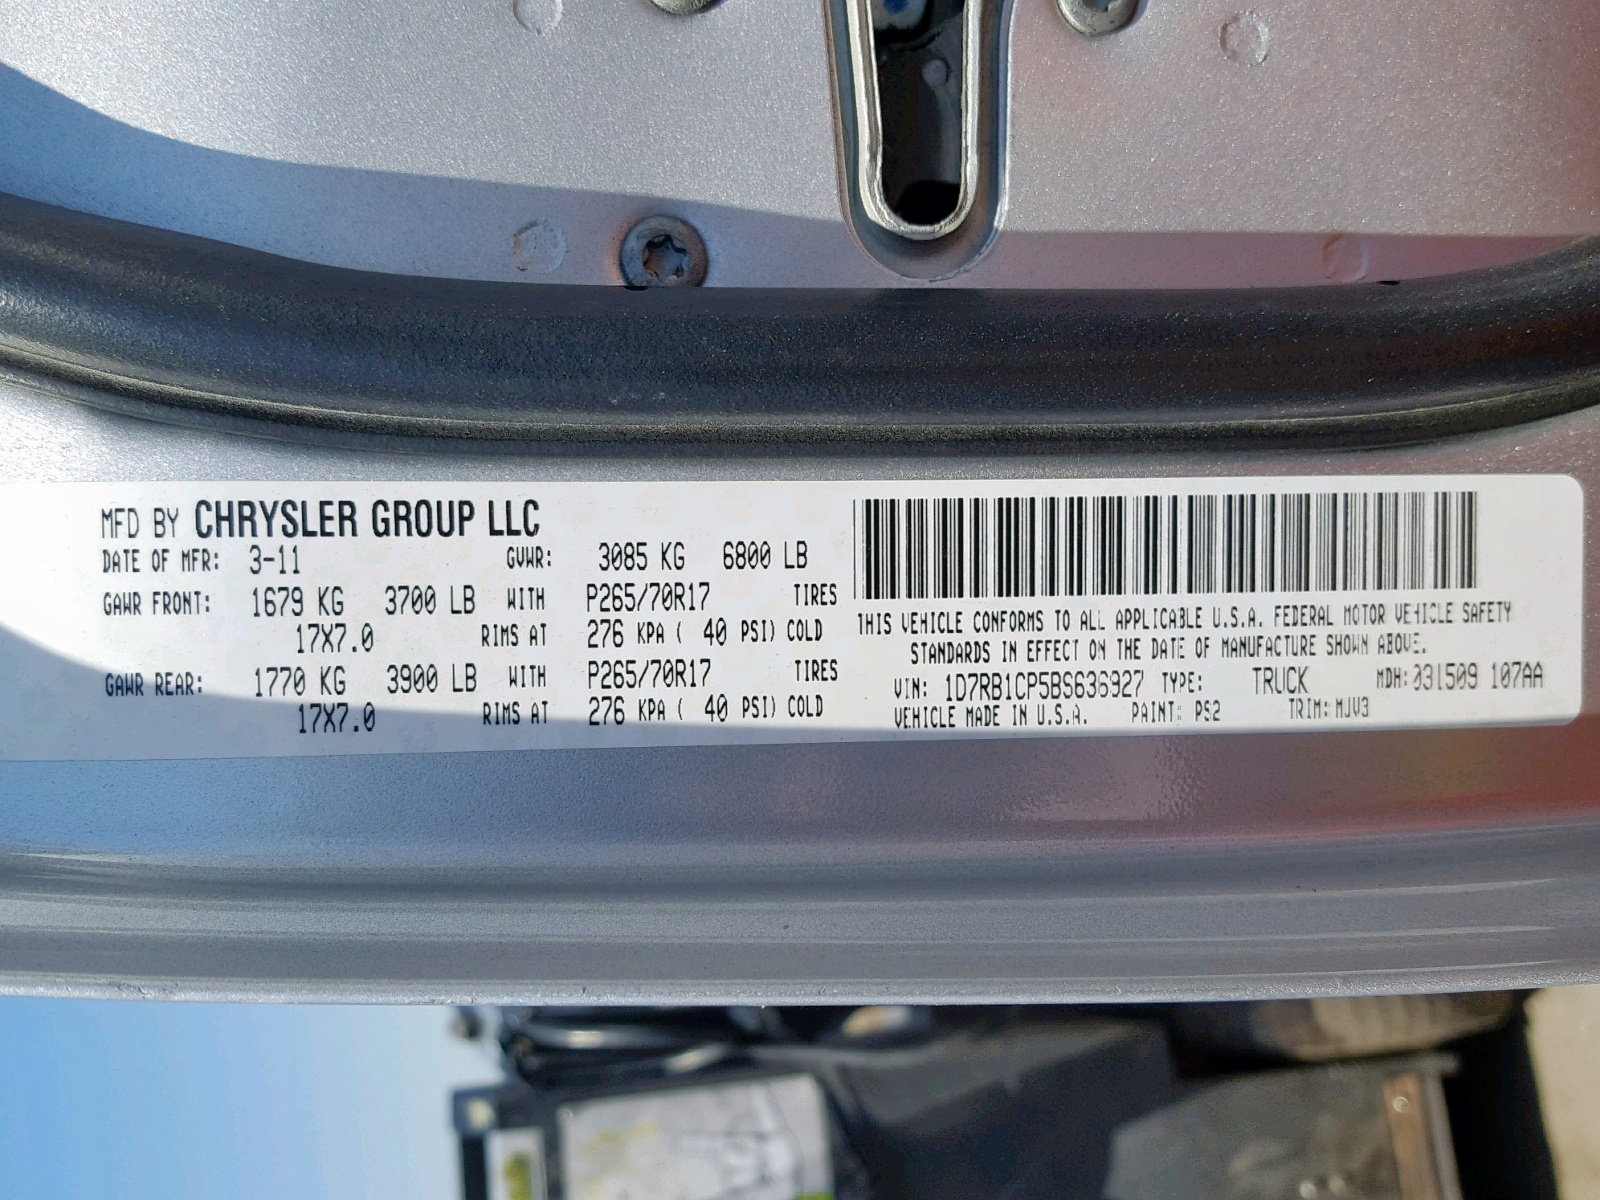 MFD BY CHRYSLER GROUP LLC
DATE OF MFR: 3-11 GVWR: 3085 KG 6800 LB
GAWR FRONT: 1679 KG 3700 LB WITH P265/70R17 TIRES
17X7.0 RIMS AT 276 KPA ( 40 PSI) COLD
GAWR REAR: 1770 KG 3900 LB WITH P265/70R17 TIRES
17X7.0 RIMS AT 276 KPA ( 40 PSI) COLD
THIS VEHICLE CONFORMS TO ALL APPLICABLE U.S.A. FEDERAL MOTOR VEHICLE SAFETY
STANDARDS IN EFFECT ON THE DATE OF MANUFACTURE SHOWN ABOVE.
VIN: 1D7RB1CP5BS636927 TYPE: TRUCK MDH: 031509 107AA
VEHICLE MADE IN U.S.A. PAINT: PS2 TRIM: MJV3